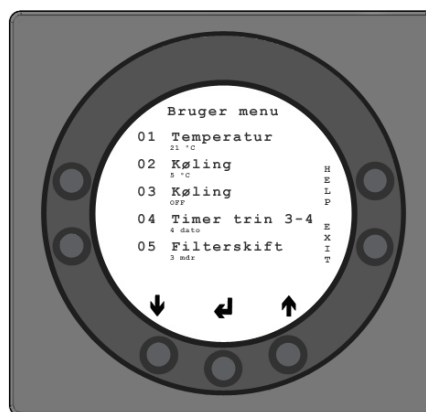 Bruger menu
01 Temperatur
21 °C
02 Køling
5 °C
03 Køling
OFF
04 Timer trin 3-4
4 dato
05 Filterskift
3 mdr
HELP
EXIT